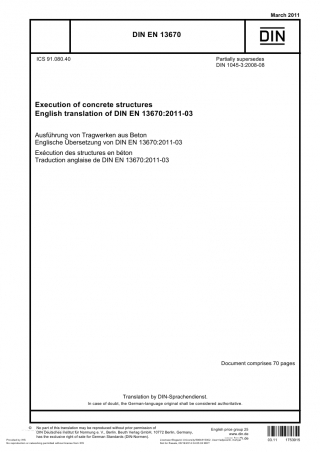 March 2011
DIN EN 13670
DIN
ICS 91.080.40
Partially supersedes
DIN 1045-3:2008-08
Execution of concrete structures
English translation of DIN EN 13670:2011-03
Ausführung von Tragwerken aus Beton
Englische Übersetzung von DIN EN 13670:2011-03
Exécution des structures en béton
Traduction anglaise de DIN EN 13670:2011-03
Document comprises 70 pages
Translation by DIN-Sprachendienst.
In case of doubt, the German-language original shall be considered authoritative.
No part of this translation may be reproduced without prior permission of
DIN Deutsches Institut für Normung e. V., Berlin. Beuth Verlag GmbH, 10772 Berlin, Germany,
has the exclusive right of sale for German Standards (DIN-Normen).
English price group
www.din.de
03.11